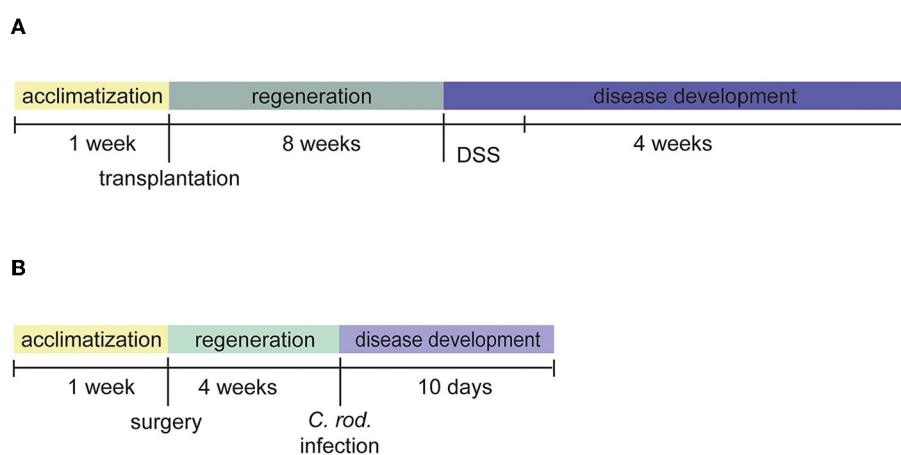 A
acclimatization regeneration disease development
1 week 8 weeks DSS 4 weeks
transplantation
B
acclimatization regeneration disease development
1 week 4 weeks 10 days
surgery C. rod.
infection